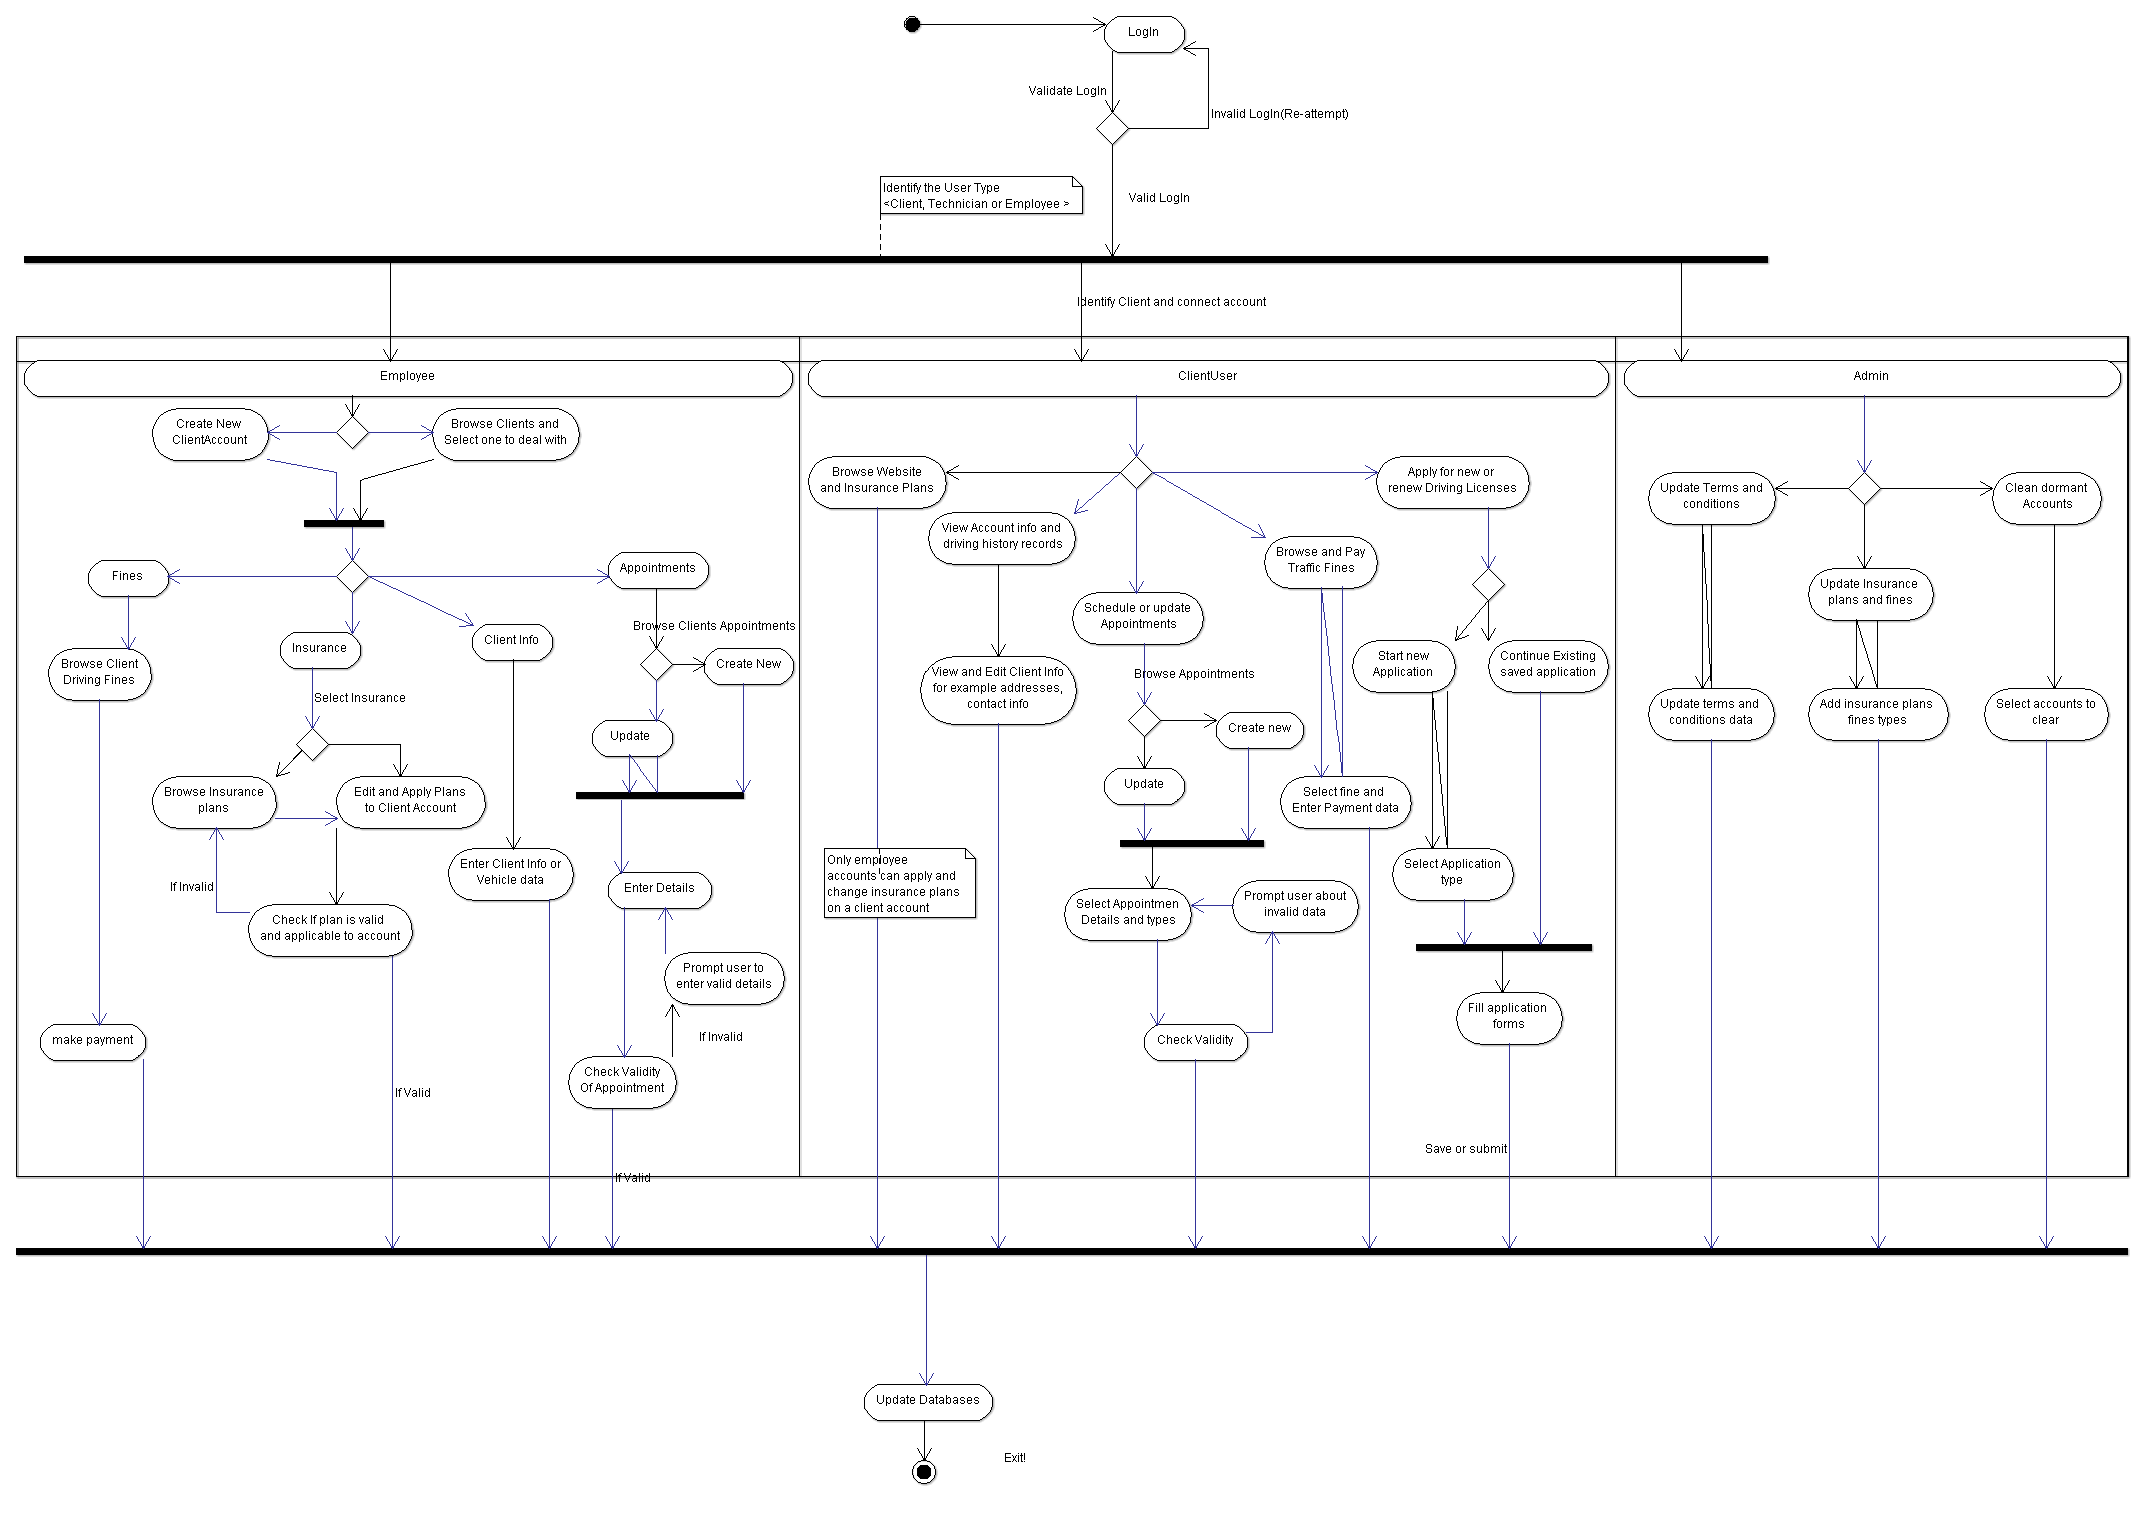 LogIn
Validate LogIn
Invalid LogIn(Re-attempt)
Identify the User Type
<Client, Technician or Employee >
Valid LogIn
Identify Client and connect account
Employee
ClientUser
Admin
Create New
ClientAccount
Browse Clients and
Select one to deal with
Fines
Appointments
Browse Clients Appointments
Insurance
Client Info
Create New
Browse Client
Driving Fines
Select Insurance
Update
Browse Insurance
plans
Edit and Apply Plans
to Client Account
Enter Client Info or
Vehicle data
Enter Details
If Invalid
Check If plan is valid
and applicable to account
Prompt user to
enter valid details
make payment
If Invalid
Check Validity
Of Appointment
If Valid
If Valid
Browse Website
and Insurance Plans
Apply for new or
renew Driving Licenses
View Account info and
driving history records
Browse and Pay
Traffic Fines
Schedule or update
Appointments
Start new
Application
Continue Existing
saved application
View and Edit Client Info
for example addresses,
contact info
Browse Appointments
Create new
Update
Select fine and
Enter Payment data
Only employee
accounts can apply and
change insurance plans
on a client account
Select Application
type
Select Appointmen
Details and types
Prompt user about
invalid data
Check Validity
Fill application
forms
Save or submit
Update Terms and
conditions
Clean dormant
Accounts
Update Insurance
plans and fines
Update terms and
conditions data
Add insurance plans
fines types
Select accounts to
clear
Update Databases
Exit!